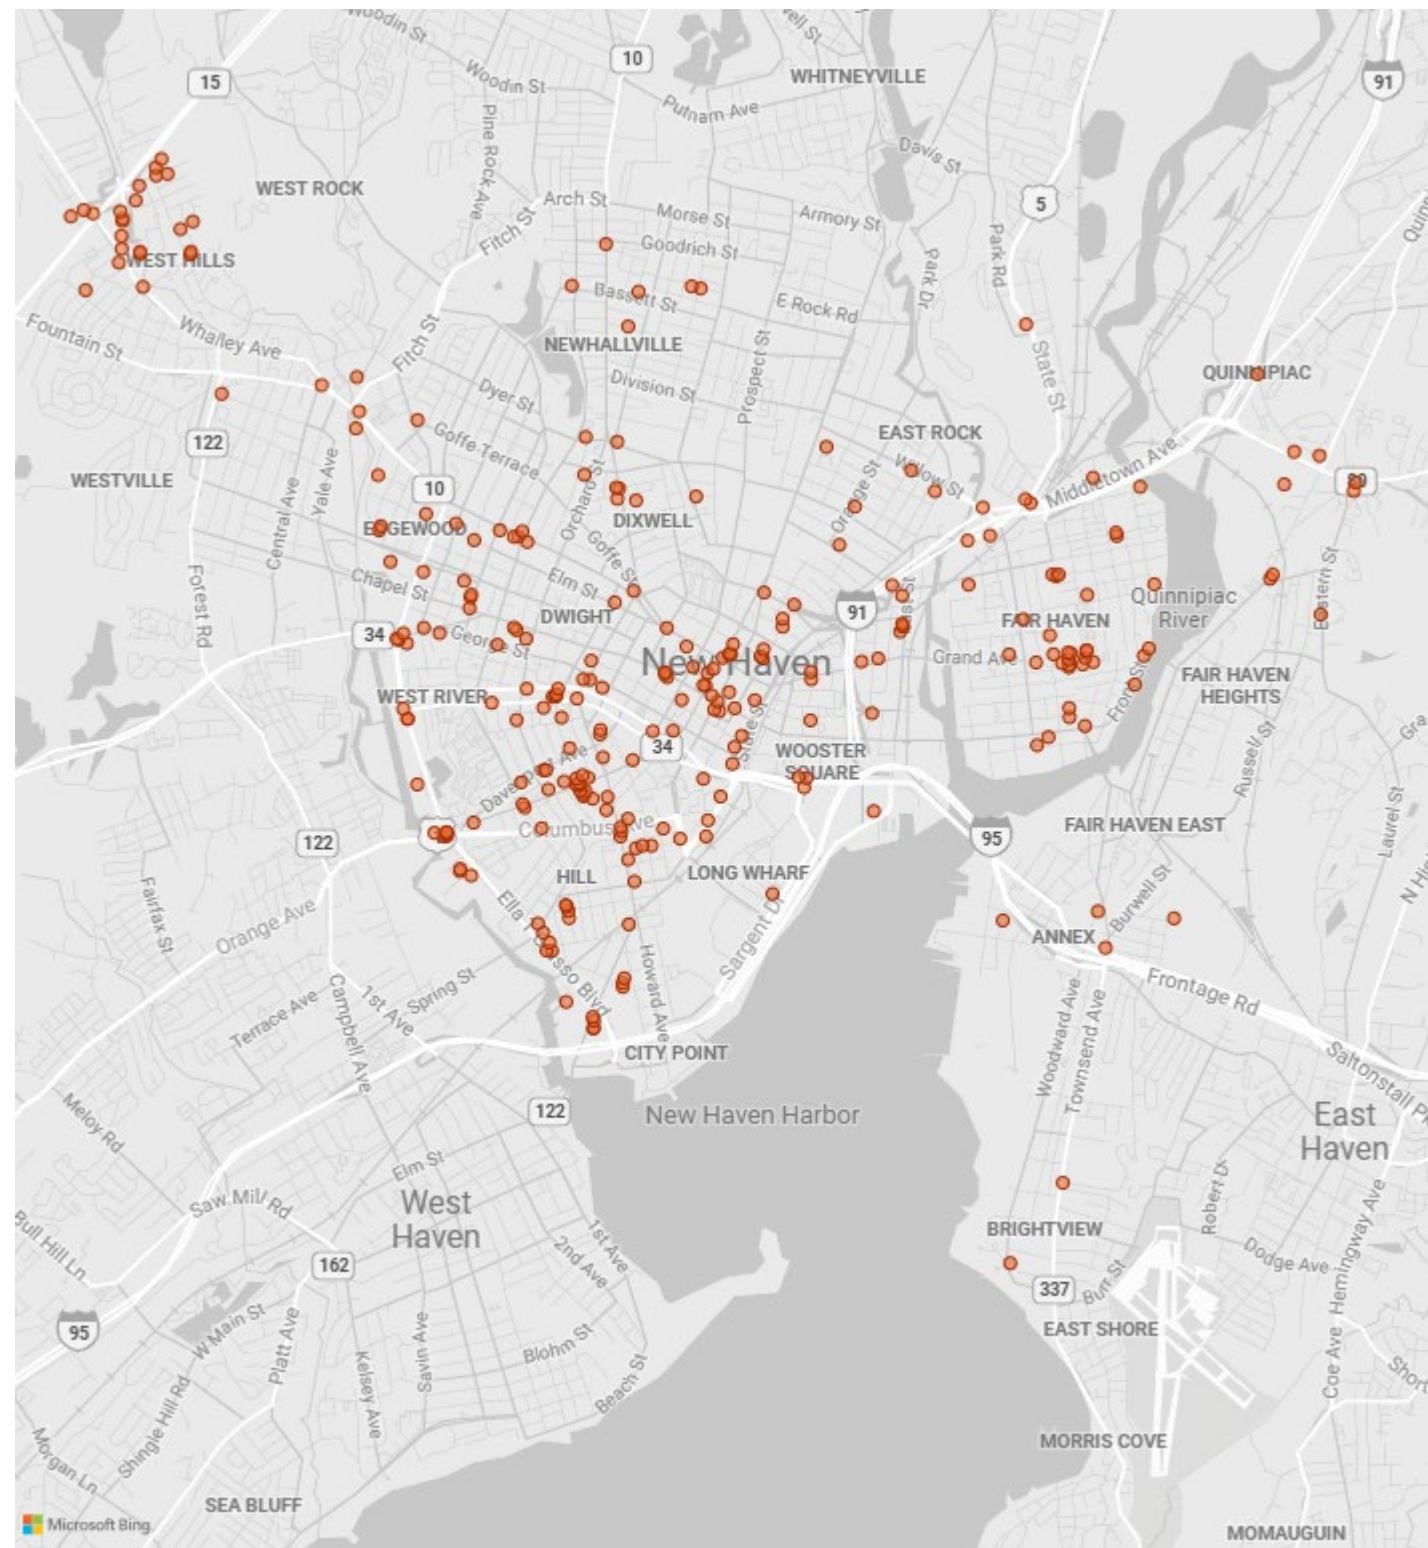 Woodin St
10
WHITNEYVILLE
15
91
Woodin St
Putnam Ave
Pine Rock Ave
Davis St
WEST ROCK
Arch St
5
Morse St
Armory St
Fitch St
Goodrich St
WEST HILLS
Park Dr
Park Rd
Bassett St
E Rock Rd
Fountain St
Whalley Ave
Fitch St
NEWHALLVILLE
Prospect St
State St
QUINNIPIAC
Dyer St
Division St
122
Goffe Terrace
EAST ROCK
Willow St
Middletown Ave
WESTVILLE
Central Ave
Yale Ave
10
Orchard St
Orange St
80
EDGEWOOD
DIXWELL
Goffe St
Forest Rd
Chapel St
Elm St
DWIGHT
91
FAIR HAVEN
Quinnipiac
River
Eastern St
34
George St
New Haven
Grand Ave
Front St
FAIR HAVEN
HEIGHTS
WEST RIVER
State St
34
WOOSTER
SQUARE
Russell St
Davenport Ave
Columbus Ave
122
95
FAIR HAVEN EAST
Laurel St
HILL
LONG WHARF
Fairfax St
Orange Ave
Burwell St
ANNEX
Sargent Dr
Howard Ave
Spring St
Terrace Ave
1st Ave
Campbell Ave
Frontage Rd
Woodward Ave
Townsend Ave
CITY POINT
Meloy Rd
122
New Haven Harbor
East
Haven
Elm St
Saw Mill Rd
West
Haven
Bull Hill Ln
1st Ave
2nd Ave
BRIGHTVIEW
Dodge Ave
Hemingway Ave
162
337
Burr St
95
W Main St
Platt Ave
Savin Ave
Kelsey Ave
Blohm St
Beach St
EAST SHORE
Coe Ave
Shingle Hill Rd
Morgan Ln
MORRIS COVE
SEA BLUFF
Microsoft Bing
MOMAUGUIN